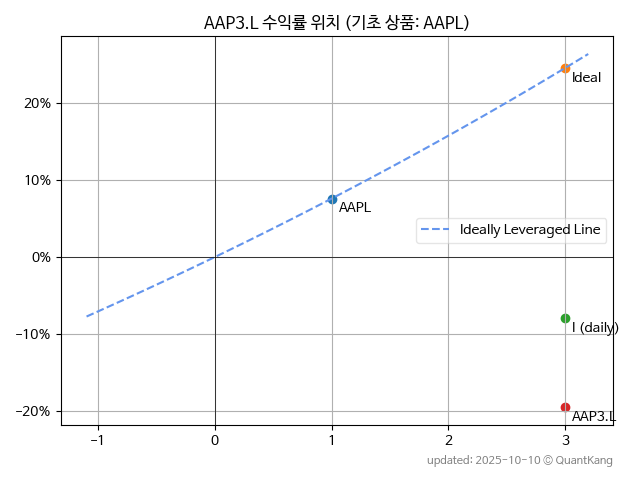 AAP3.L 수익률 위치 (기초 상품: AAPL)
20%
10%
0%
−10%
−20%
Ideal
AAPL
Ideally Leveraged Line
I (daily)
AAP3.L
−1
0
1
2
3
updated: 2025-10-10 © QuantKang